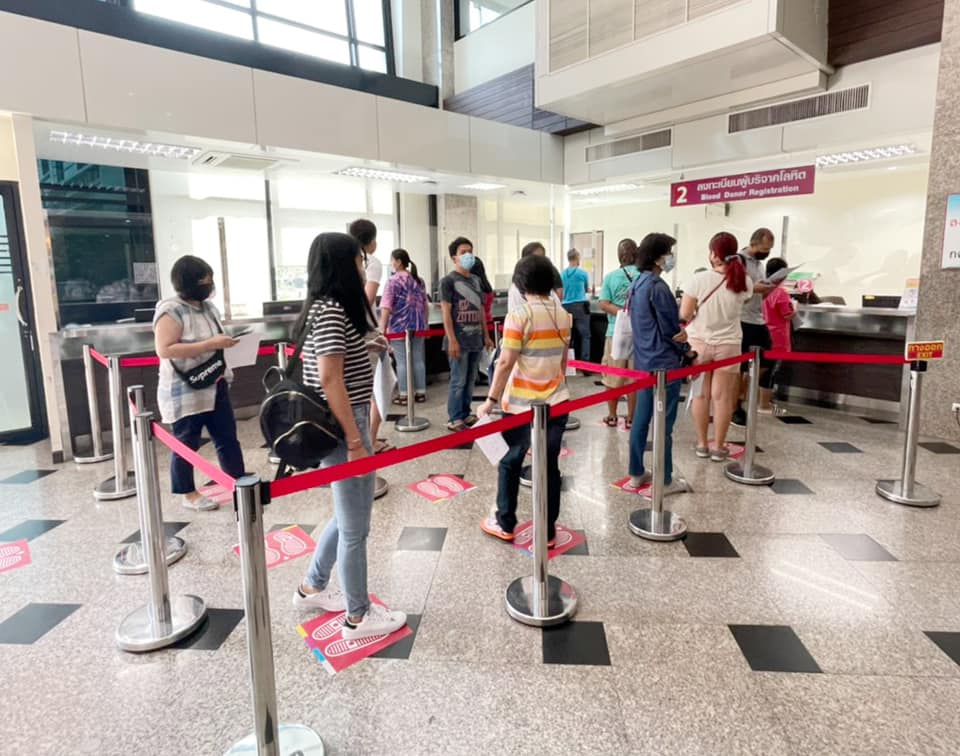 2
ลงทะเบียนผู้บริจาคโลหิต
Blood Donor Registration
ทางออก
EXIT
Supreme